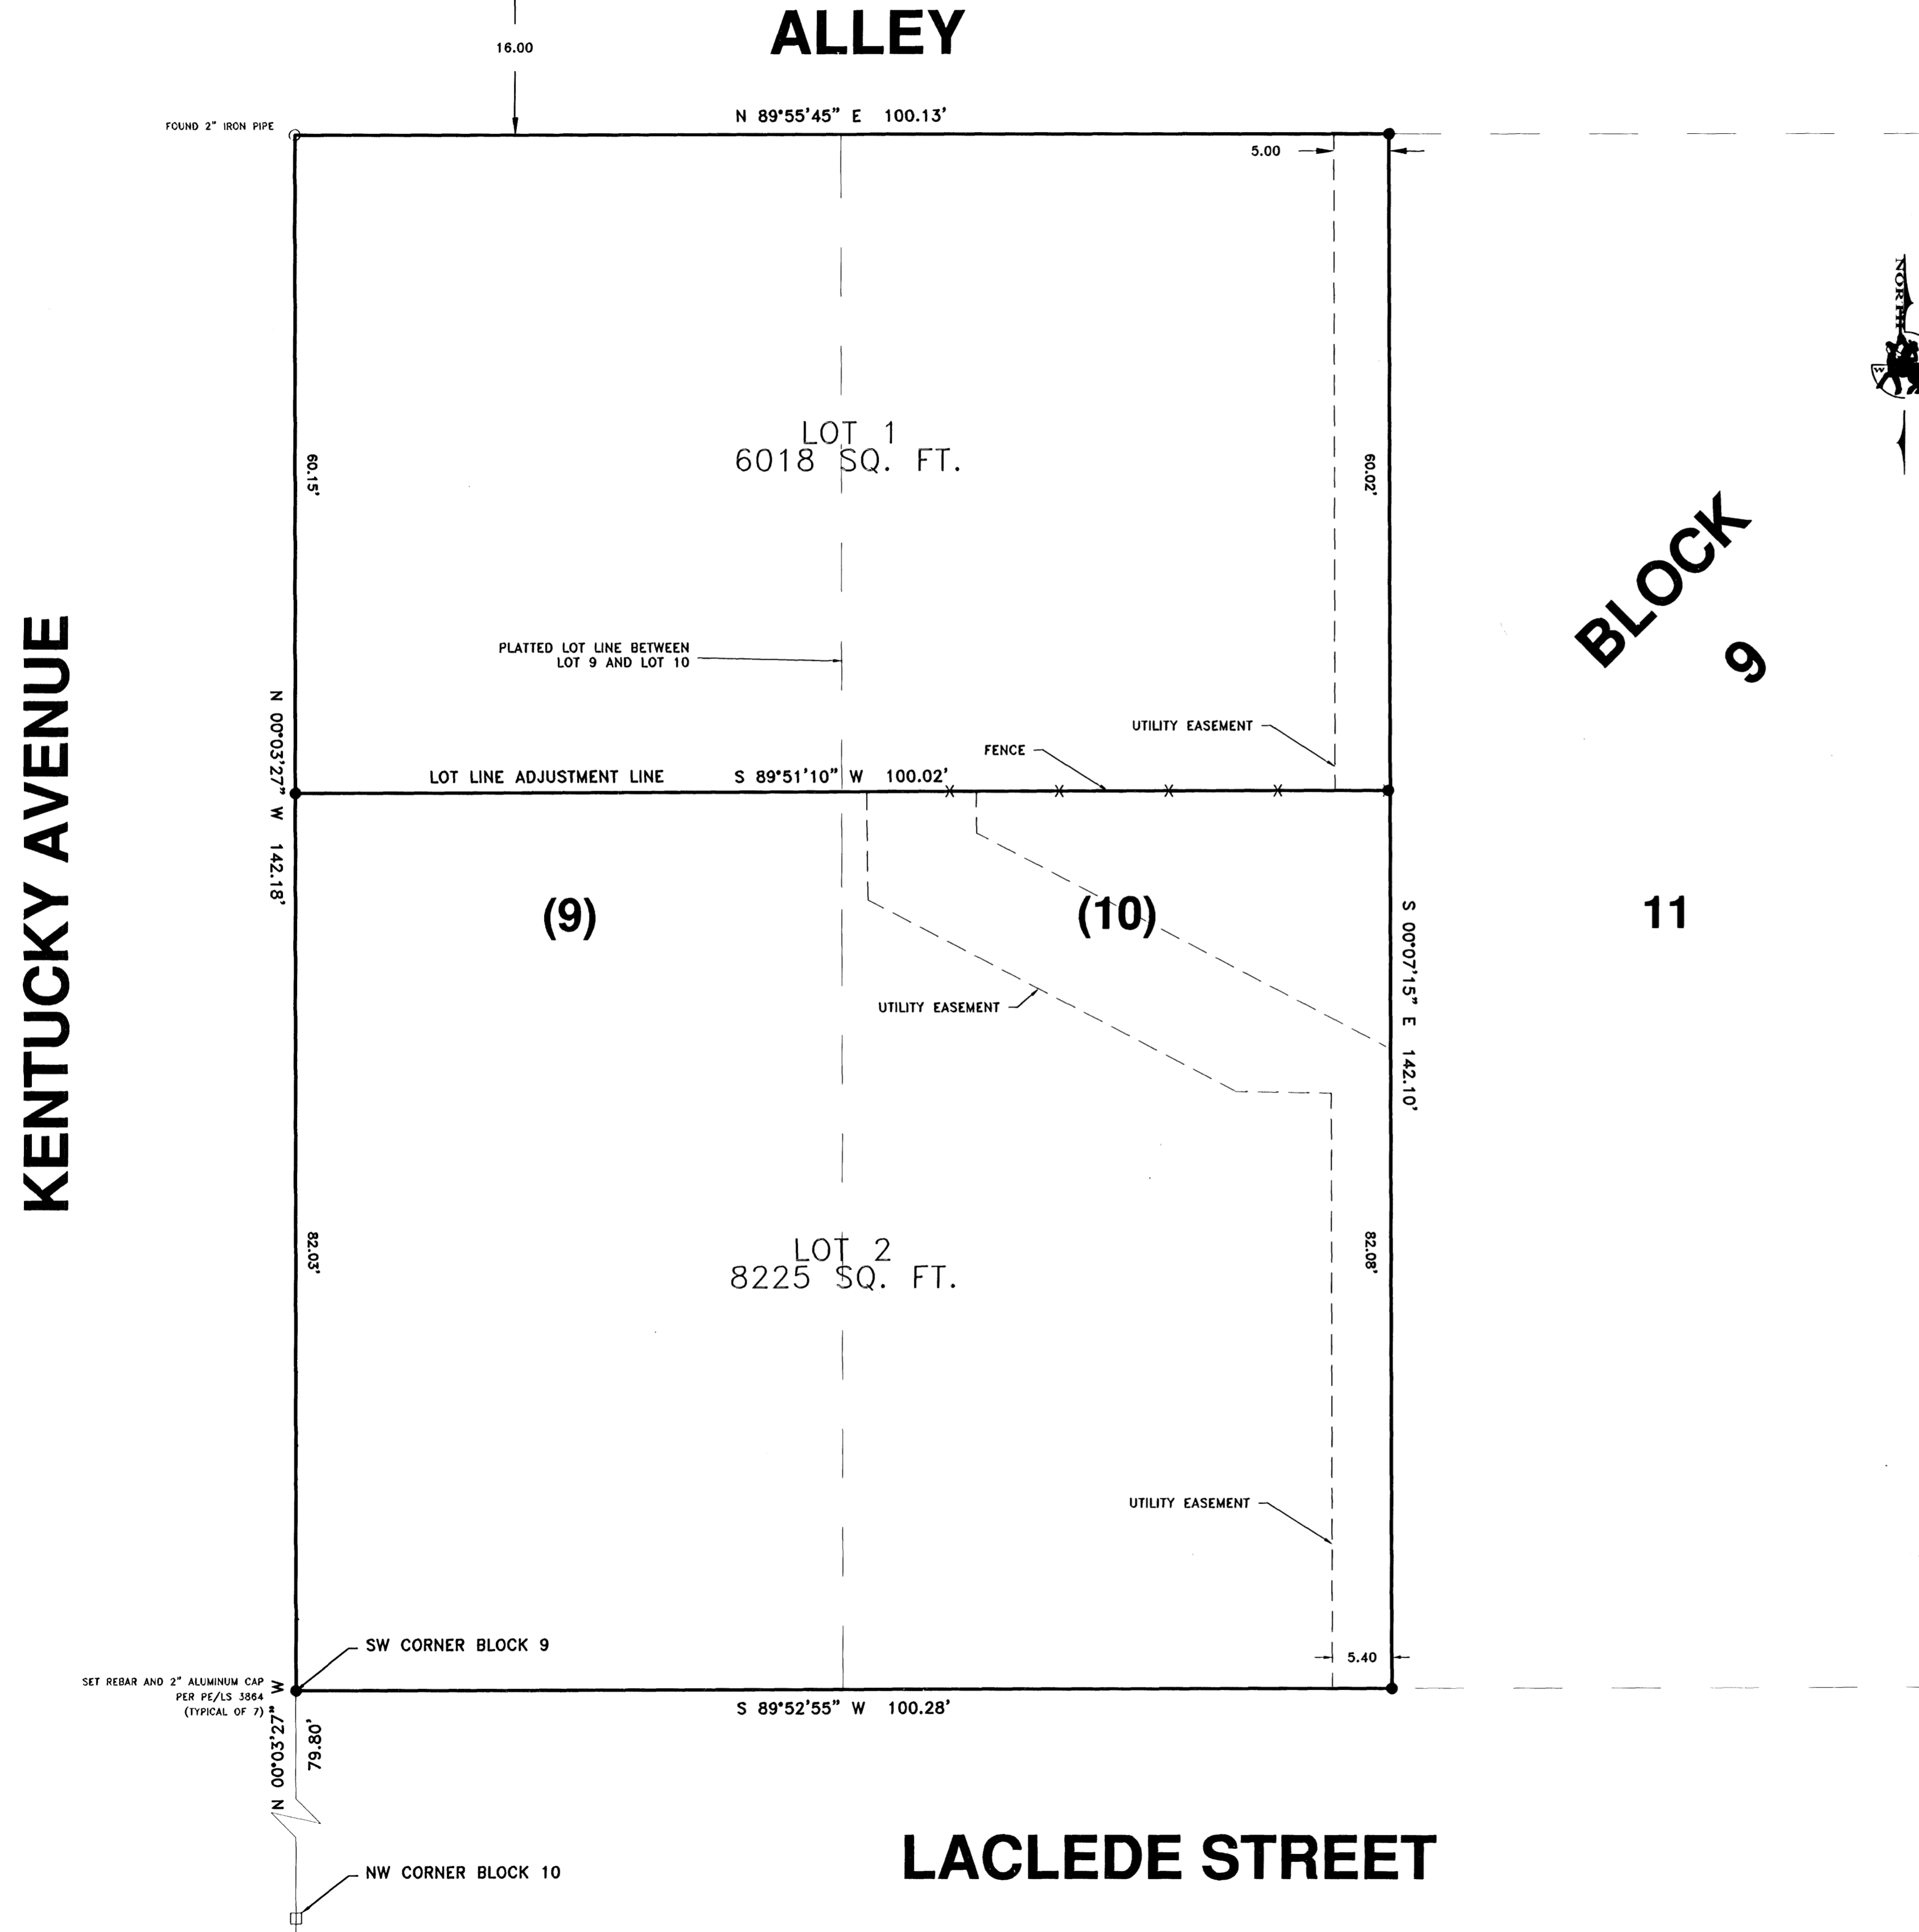 ALLEY
16.00
N 89°55'45" E 100.13'
FOUND 2" IRON PIPE
5.00
NORTH
W
LOT 1
6018 SQ. FT.
60.15'
60.02'
BLOCK
9
KENTUCKY AVENUE
PLATTED LOT LINE BETWEEN
LOT 9 AND LOT 10
N 00°03'27" W 142.18'
UTILITY EASEMENT
FENCE
LOT LINE ADJUSTMENT LINE S 89°51'10" W 100.02'
(9)
(10)
11
S 00°07'15" E 142.10'
UTILITY EASEMENT
82.03'
LOT 2
8225 SQ. FT.
82.08'
UTILITY EASEMENT
SW CORNER BLOCK 9
5.40
SET REBAR AND 2" ALUMINUM CAP
PER PE/LS 3864
(TYPICAL OF 7)
S 89°52'55" W 100.28'
N 00°03'27" W
79.80'
LACLEDE STREET
NW CORNER BLOCK 10